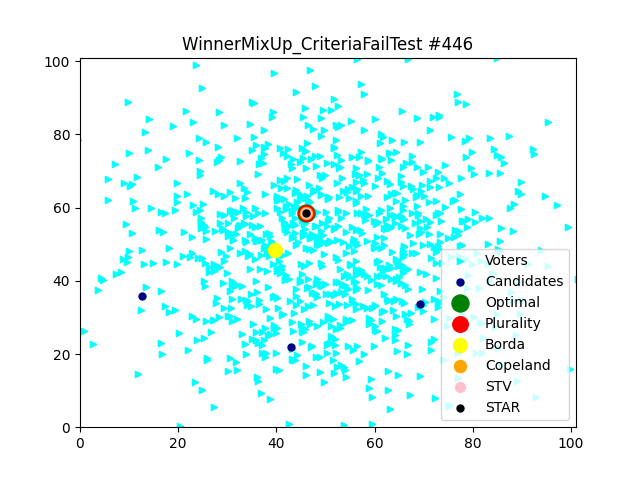 WinnerMixUp_CriteriaFailTest #446
100
80
60
40
20
0
0 20 40 60 80 100
Voters
Candidates
Optimal
Plurality
Borda
Copeland
STV
STAR